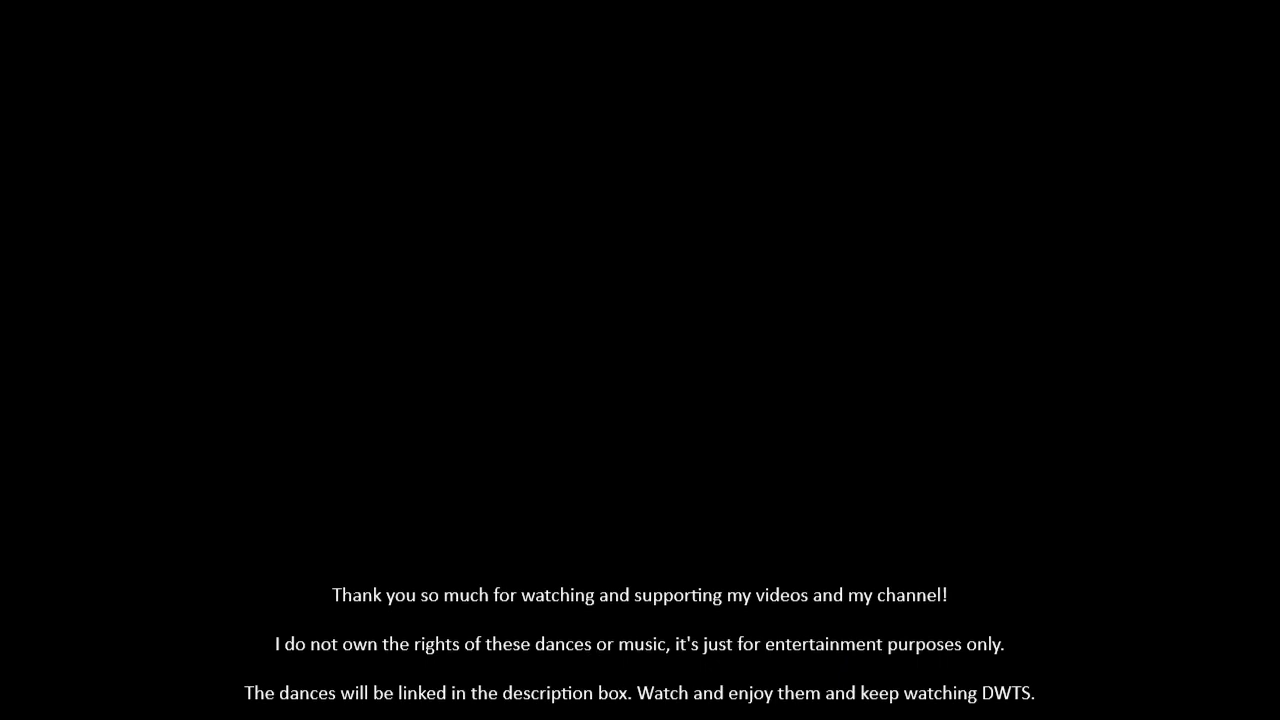 Thank you so much for watching and supporting my videos and my channel!
I do not own the rights of these dances or music, it's just for entertainment purposes only.
The dances will be linked in the description box. Watch and enjoy them and keep watching DWTS.